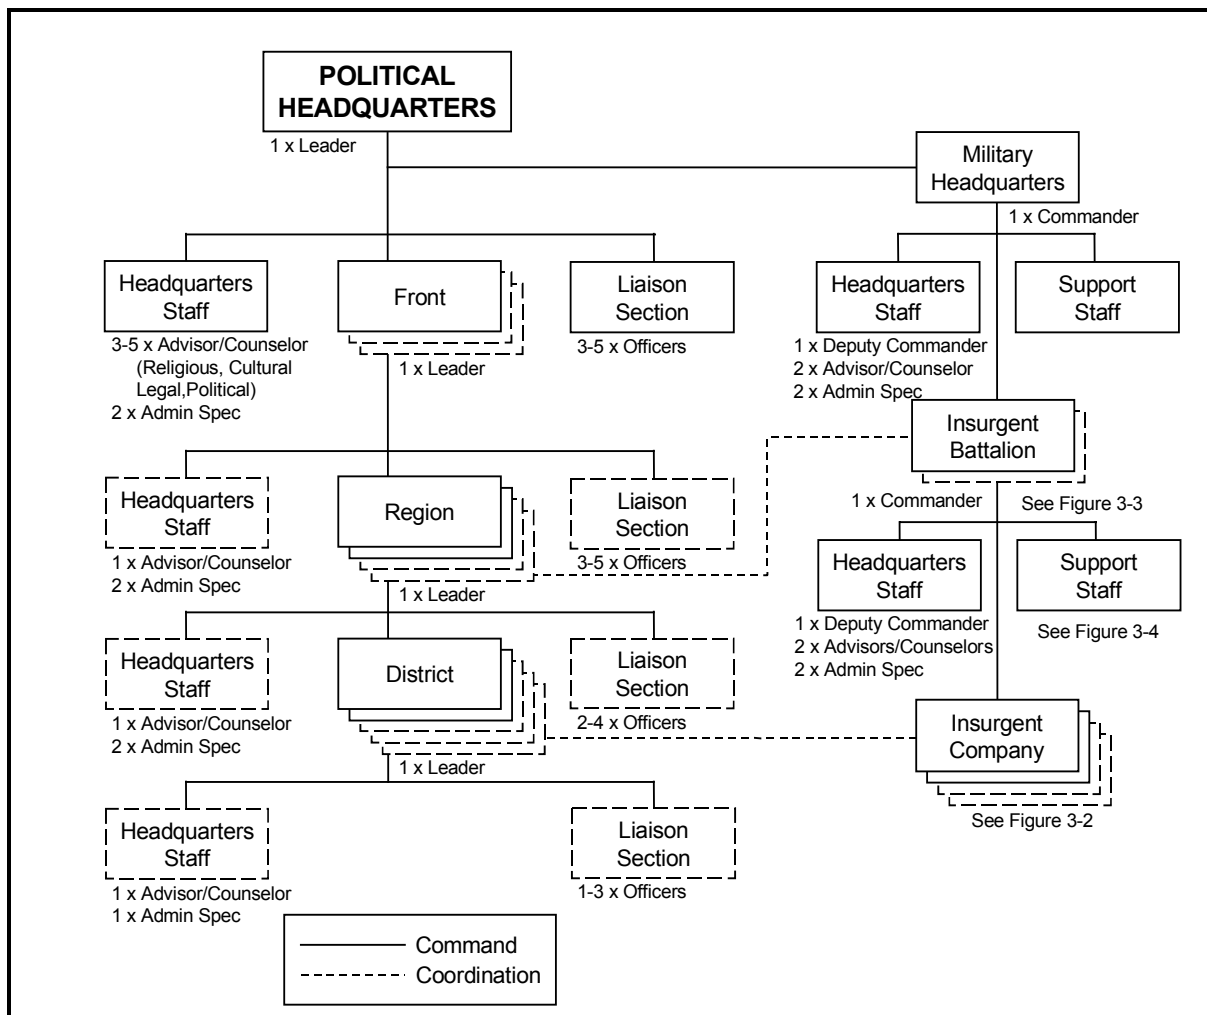 POLITICAL
HEADQUARTERS
1 x Leader
Military
Headquarters
1 x Commander
Headquarters
Staff
3-5 x Advisor/Counselor
(Religious, Cultural
Legal,Political)
2 x Admin Spec
Front
1 x Leader
Liaison
Section
3-5 x Officers
Headquarters
Staff
1 x Deputy Commander
2 x Advisor/Counselor
2 x Admin Spec
Support
Staff
Insurgent
Battalion
1 x Commander
See Figure 3-3
Headquarters
Staff
1 x Advisor/Counselor
2 x Admin Spec
Region
1 x Leader
Liaison
Section
3-5 x Officers
Headquarters
Staff
1 x Deputy Commander
2 x Advisors/Counselors
2 x Admin Spec
Support
Staff
See Figure 3-4
Headquarters
Staff
1 x Advisor/Counselor
2 x Admin Spec
District
1 x Leader
Liaison
Section
2-4 x Officers
Insurgent
Company
See Figure 3-2
Headquarters
Staff
1 x Advisor/Counselor
1 x Admin Spec
Liaison
Section
1-3 x Officers
Command
Coordination